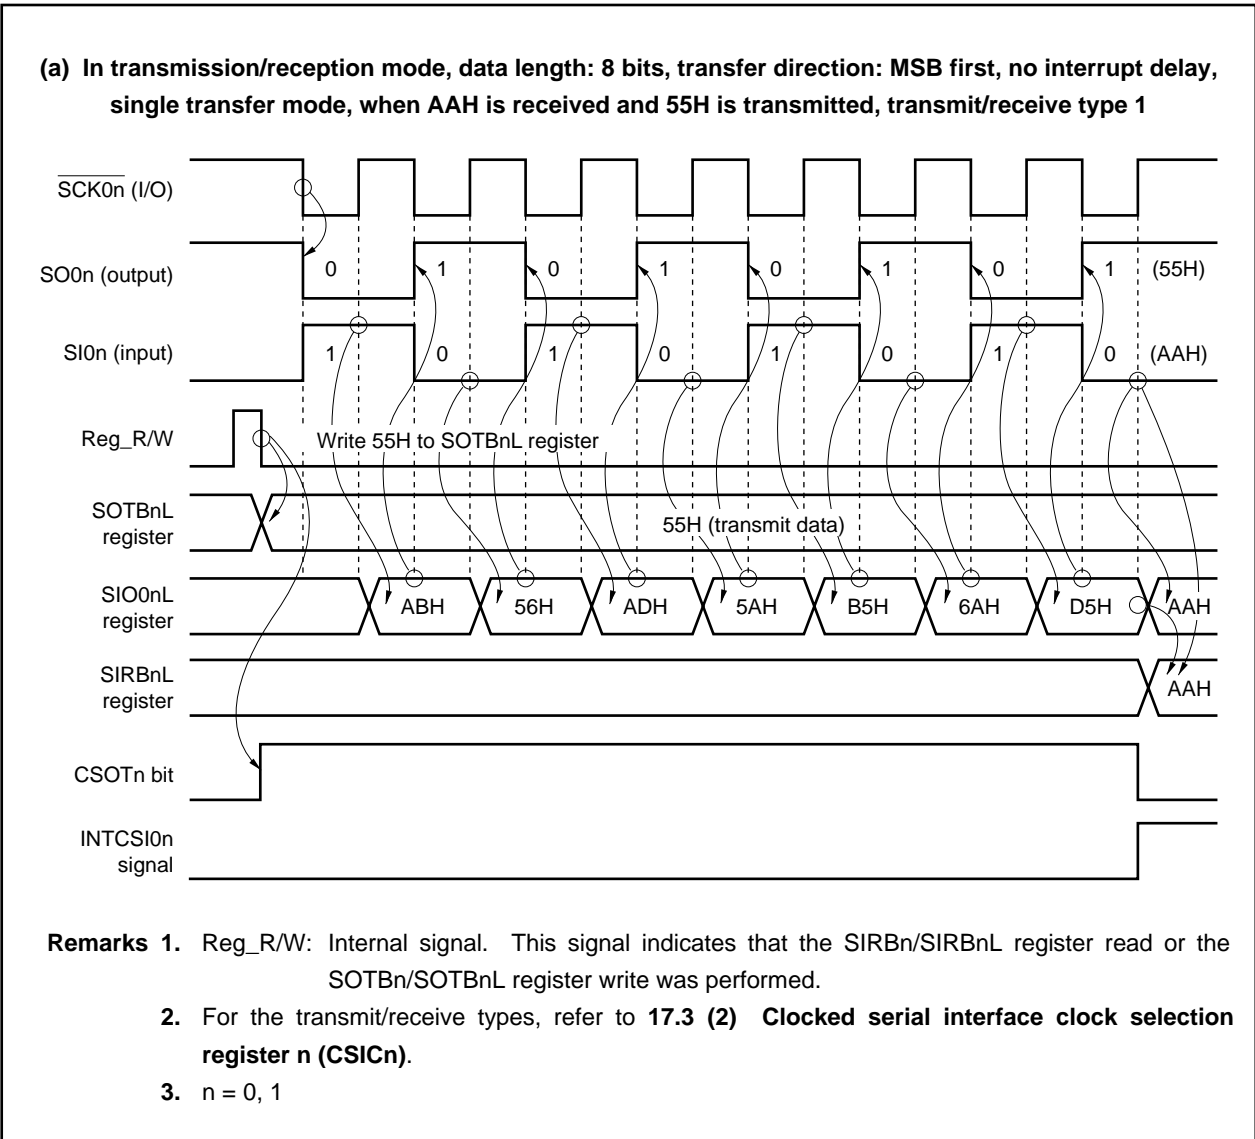 (a) In transmission/reception mode, data length: 8 bits, transfer direction: MSB first, no interrupt delay,
single transfer mode, when AAH is received and 55H is transmitted, transmit/receive type 1
SCK0n (I/O)
SO0n (output) 0 1 0 1 0 1 0 1 (55H)
SI0n (input) 1 0 1 0 1 0 1 0 (AAH)
Reg_R/W Write 55H to SOTBnL register
SOTBnL
register 55H (transmit data)
SIO0nL
register ABH 56H ADH 5AH B5H 6AH D5H AAH
SIRBnL
register AAH
CSOTn bit
INTCSI0n
signal
Remarks 1. Reg_R/W: Internal signal. This signal indicates that the SIRBn/SIRBnL register read or the
SOTBn/SOTBnL register write was performed.
2. For the transmit/receive types, refer to 17.3 (2) Clocked serial interface clock selection
register n (CSICn).
3. n = 0, 1